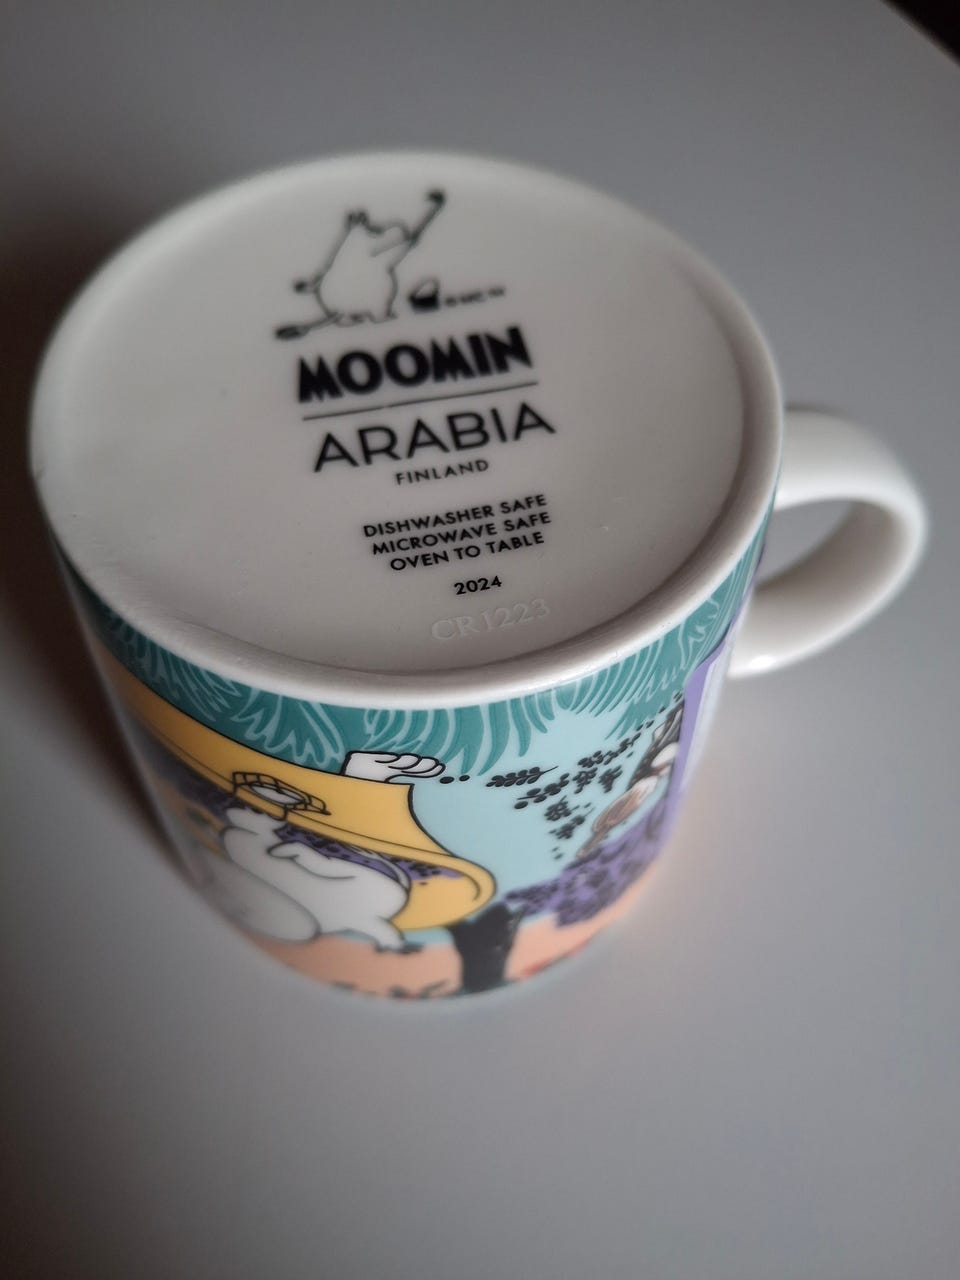 MOOMIN
ARABIA
FINLAND
DISHWASHER SAFE
MICROWAVE SAFE
OVEN TO TABLE
2024
CR1223